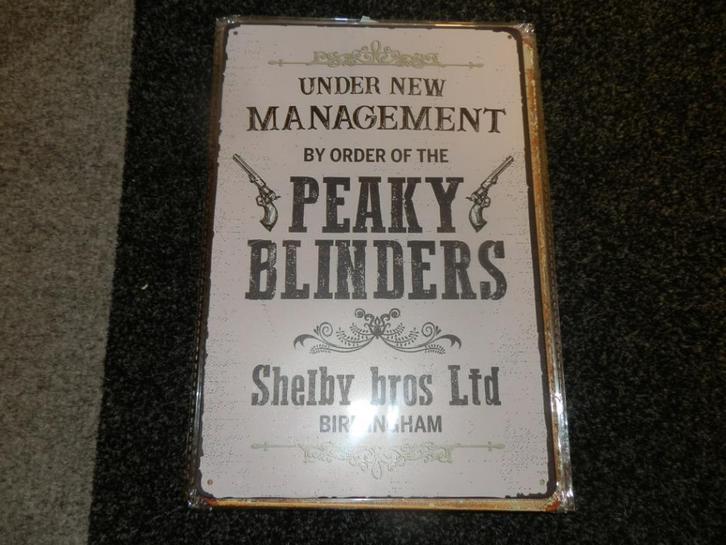 UNDER NEW
MANAGEMENT
BY ORDER OF THE
PEAKY
BLINDERS
Shelby bros Ltd
BIRMINGHAM